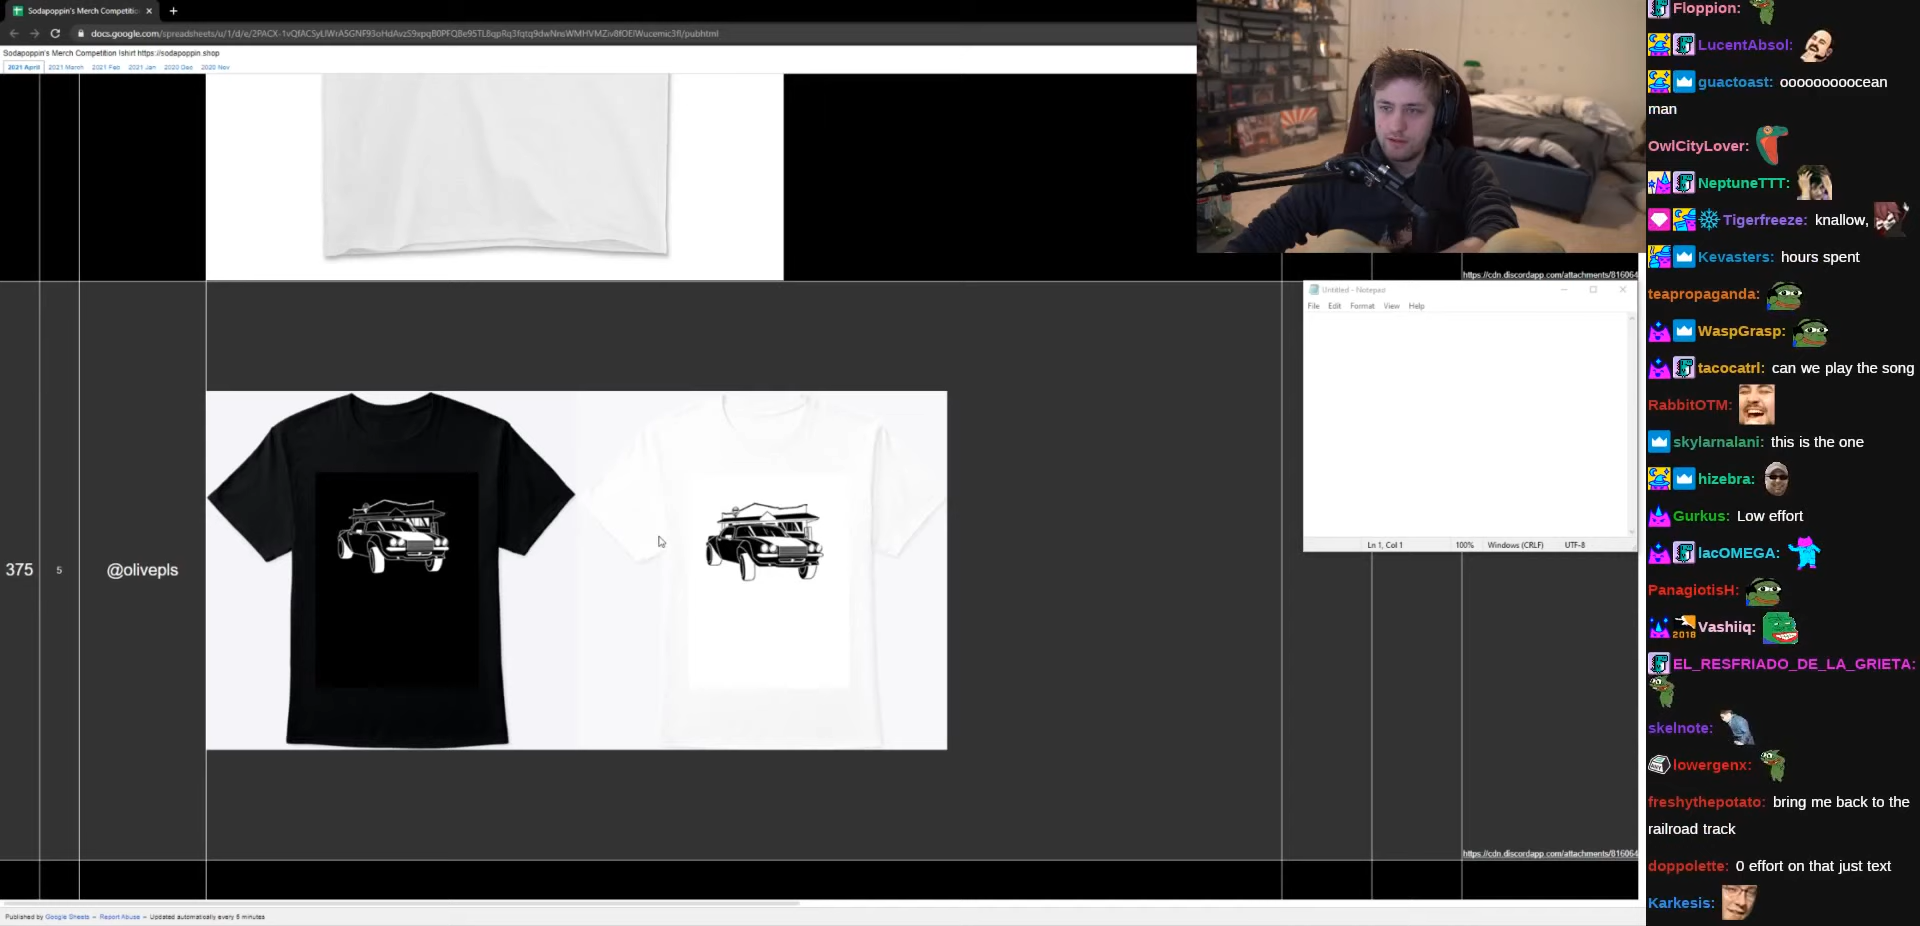 Sodapoppin's Merch Competitio
docs.google.com/spreadsheets/u/1/d/e/
Sodapoppin's Merch Competition !shirt https://sodapoppin.shop
2021 April 2021 March 2021 Feb 2021 Jan 2020 Dec 2020 Nov
https://cdn.discordapp.com/attachments/816064
Untitled - Notepad
File Edit Format View Help
Ln 1, Col 1 100% Windows (CRLF) UTF-8
375 5 @olivepls
https://cdn.discordapp.com/attachments/816064
Published by Google Sheets – Report Abuse – Updated automatically every 5 minutes
Floppion:
LucentAbsol:
guactoast: ooooooooocean
man
OwlCityLover:
NeptuneTTT:
Tigerfreeze: knallow,
Kevasters: hours spent
teapropaganda:
WaspGrasp:
tacocatrl: can we play the song
RabbitOTM:
skylarnalani: this is the one
hizebra:
Gurkus: Low effort
lacOMEGA:
PanagiotisH:
2018 Vashiiq:
EL_RESFRIADO_DE_LA_GRIETA:
skelnote:
lowergenx:
freshythepotato: bring me back to the
railroad track
doppolette: 0 effort on that just text
Karkesis: